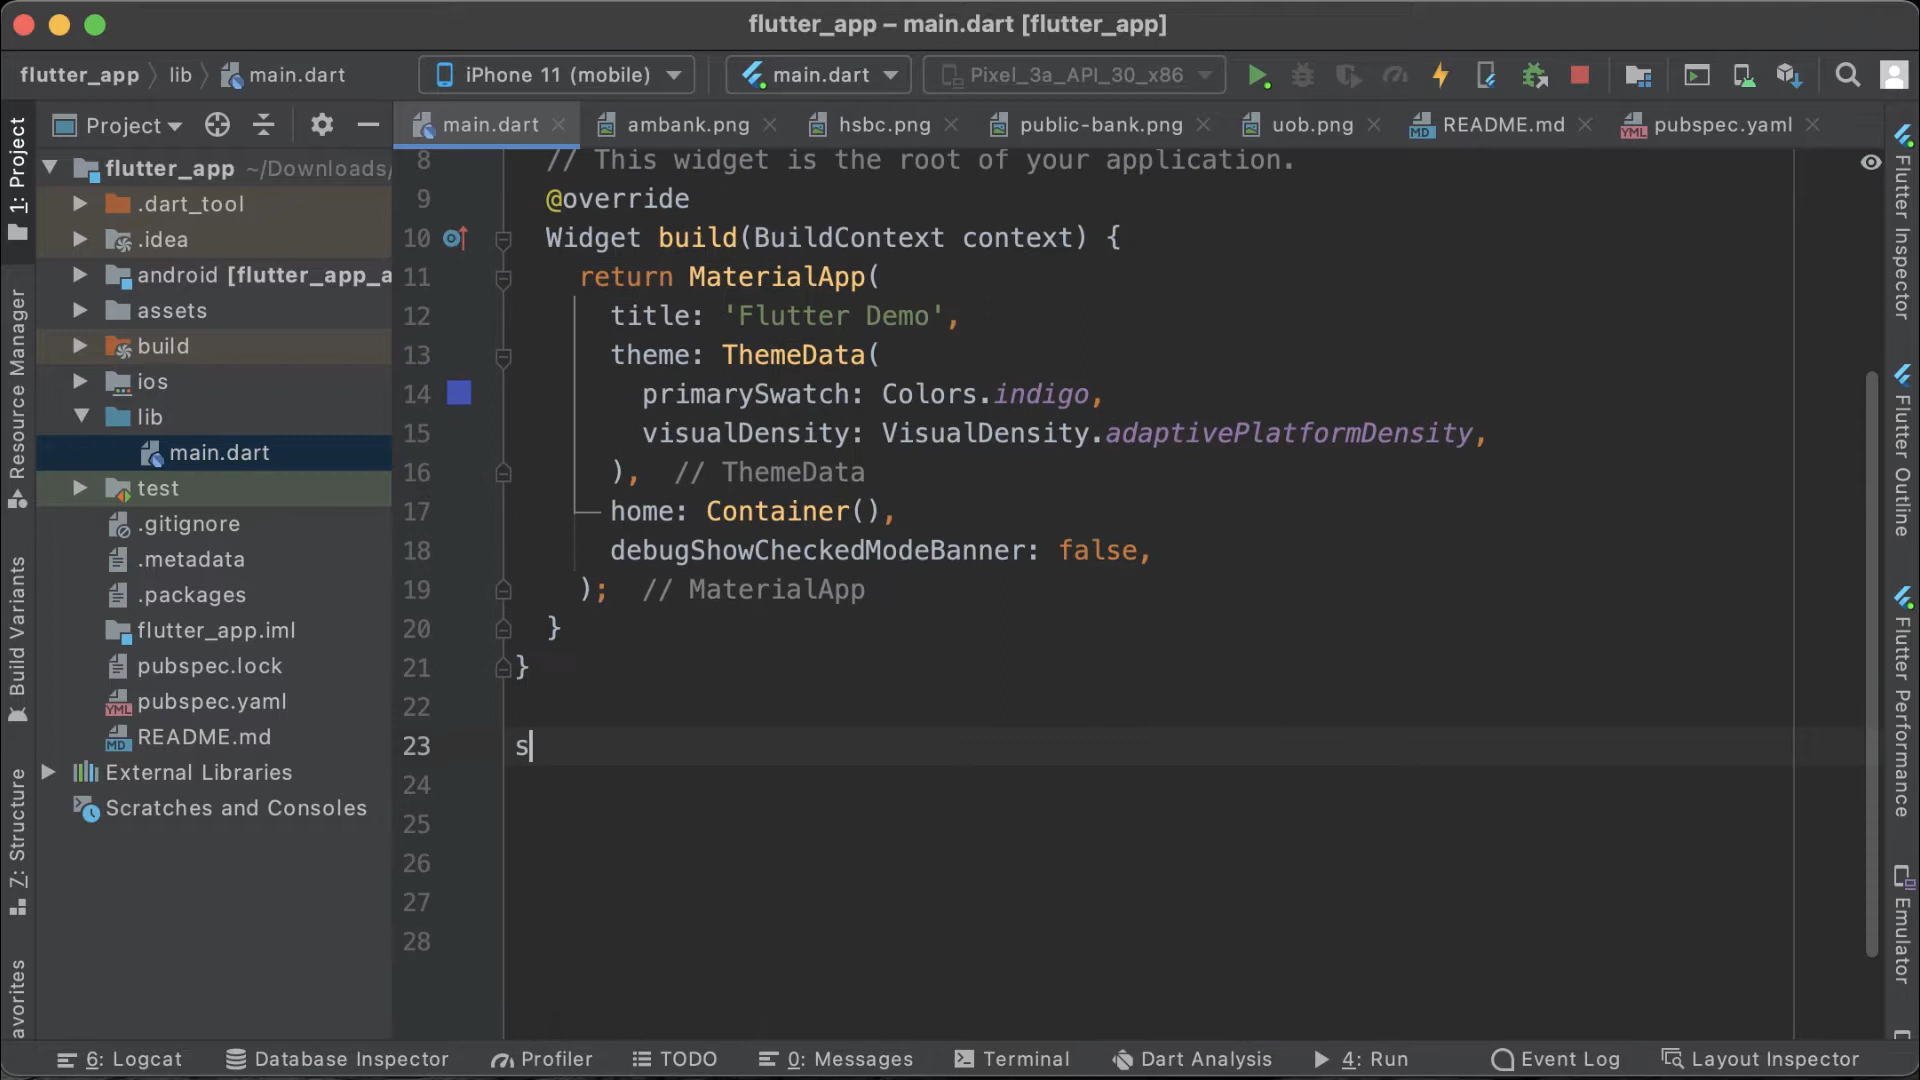 flutter_app – main.dart [flutter_app]
flutter_app lib main.dart
iPhone 11 (mobile)
main.dart
Pixel_3a_API_30_x86
Project
main.dart
ambank.png
hsbc.png
public-bank.png
uob.png
README.md
pubspec.yaml
1: Project
Resource Manager
Build Variants
Z: Structure
avorites
flutter_app ~/Downloads/
.dart_tool
.idea
android [flutter_app_a
assets
build
ios
lib
main.dart
test
.gitignore
.metadata
.packages
flutter_app.iml
pubspec.lock
pubspec.yaml
README.md
External Libraries
Scratches and Consoles
8 // This widget is the root of your application.
9 @override
10 Widget build(BuildContext context) {
11 return MaterialApp(
12 title: 'Flutter Demo',
13 theme: ThemeData(
14 primarySwatch: Colors.indigo,
15 visualDensity: VisualDensity.adaptivePlatformDensity,
16 ), // ThemeData
17 home: Container(),
18 debugShowCheckedModeBanner: false,
19 ); // MaterialApp
20 }
21 }
22
23 s
24
25
26
27
28
Flutter Inspector
Flutter Outline
Flutter Performance
Emulator
6: Logcat
Database Inspector
Profiler
TODO
0: Messages
Terminal
Dart Analysis
4: Run
Event Log
Layout Inspector